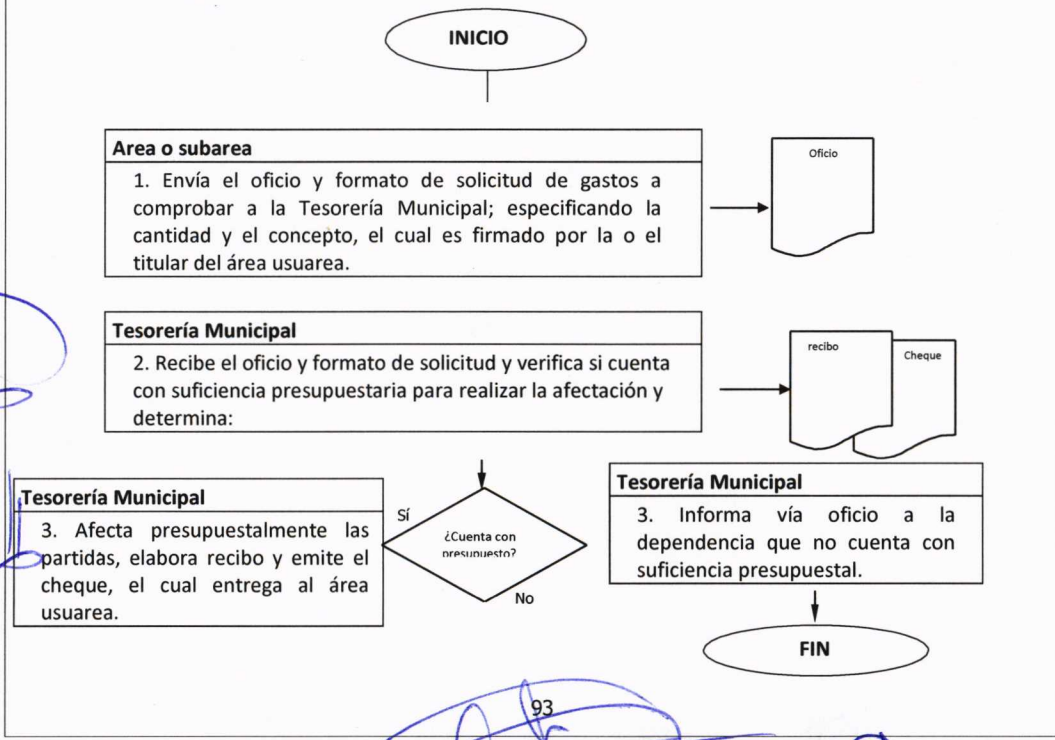 INICIO
Area o subarea
1. Envía el oficio y formato de solicitud de gastos a
comprobar a la Tesorería Municipal; especificando la
cantidad y el concepto, el cual es firmado por la o el
titular del área usuarea.
Oficio
Tesorería Municipal
2. Recibe el oficio y formato de solicitud y verifica si cuenta
con suficiencia presupuestaria para realizar la afectación y
determina:
recibo
Cheque
Tesorería Municipal
3. Afecta presupuestalmente las
partidas, elabora recibo y emite el
cheque, el cual entrega al área
usuarea.
Sí
¿Cuenta con
presupuesto?
No
Tesorería Municipal
3. Informa vía oficio a la
dependencia que no cuenta con
suficiencia presupuestal.
FIN
93